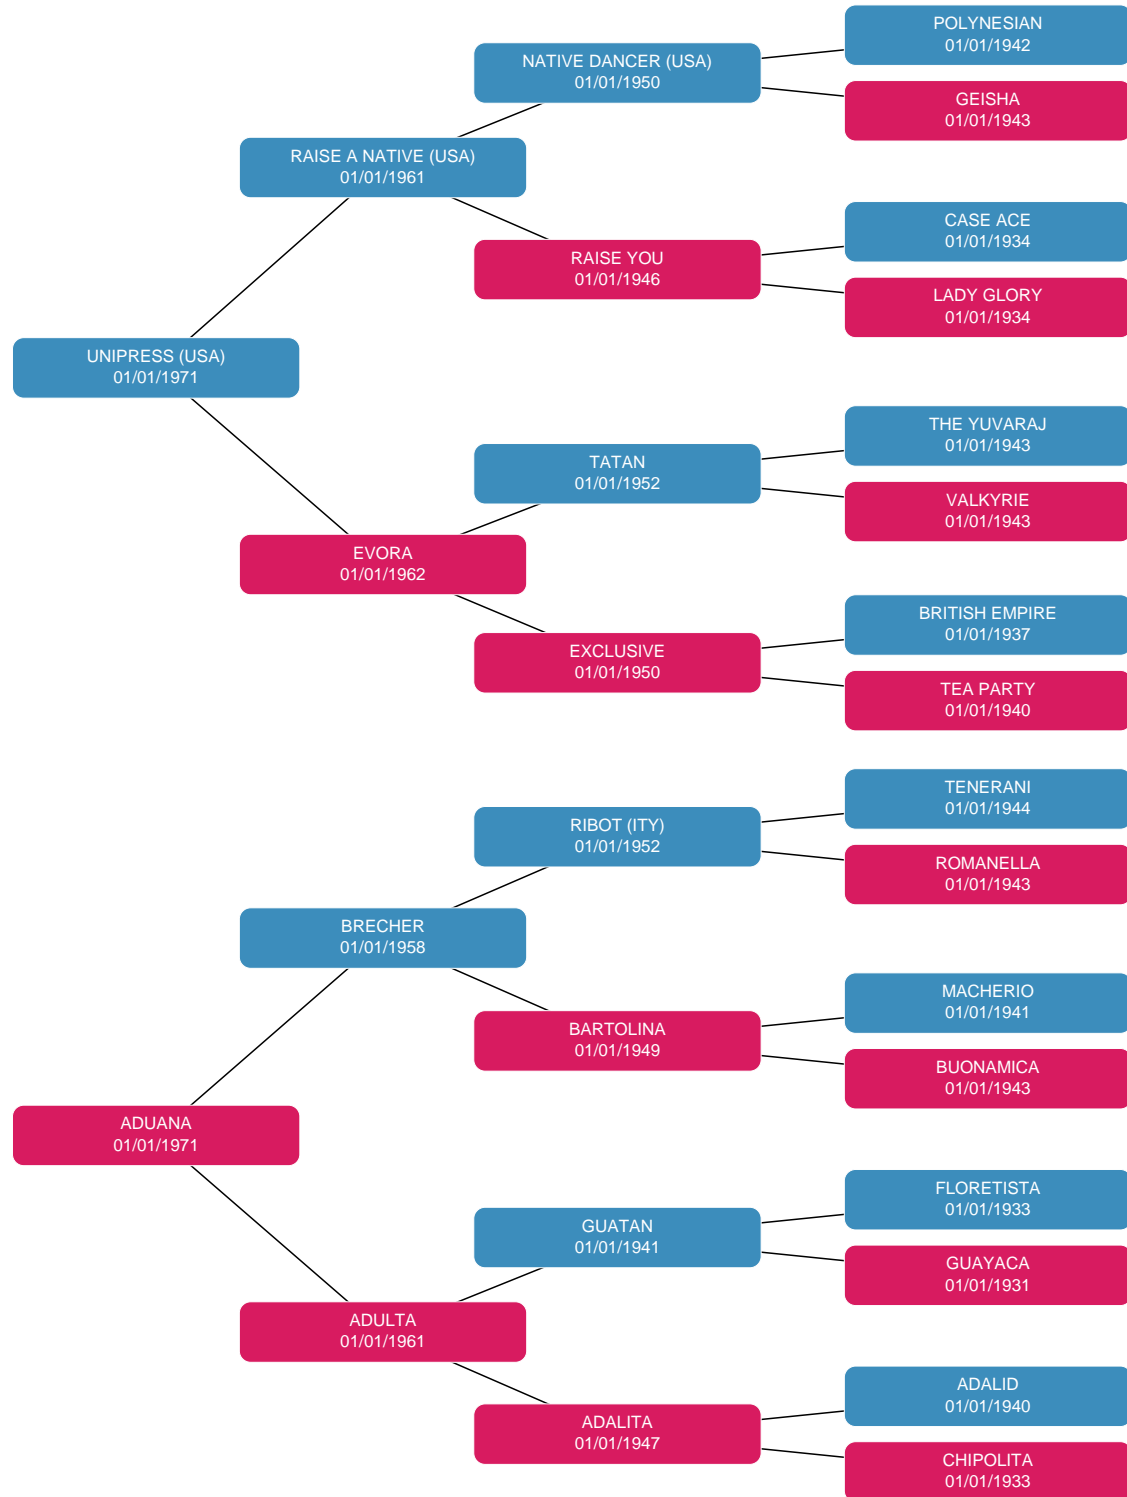 POLYNESIAN
01/01/1942
NATIVE DANCER (USA)
01/01/1950
GEISHA
01/01/1943
RAISE A NATIVE (USA)
01/01/1961
CASE ACE
01/01/1934
RAISE YOU
01/01/1946
LADY GLORY
01/01/1934
UNIPRESS (USA)
01/01/1971
THE YUVARAJ
01/01/1943
TATAN
01/01/1952
VALKYRIE
01/01/1943
EVORA
01/01/1962
BRITISH EMPIRE
01/01/1937
EXCLUSIVE
01/01/1950
TEA PARTY
01/01/1940
TENERANI
01/01/1944
RIBOT (ITY)
01/01/1952
ROMANELLA
01/01/1943
BRECHER
01/01/1958
MACHERIO
01/01/1941
BARTOLINA
01/01/1949
BUONAMICA
01/01/1943
ADUANA
01/01/1971
FLORETISTA
01/01/1933
GUATAN
01/01/1941
GUAYACA
01/01/1931
ADULTA
01/01/1961
ADALID
01/01/1940
ADALITA
01/01/1947
CHIPOLITA
01/01/1933